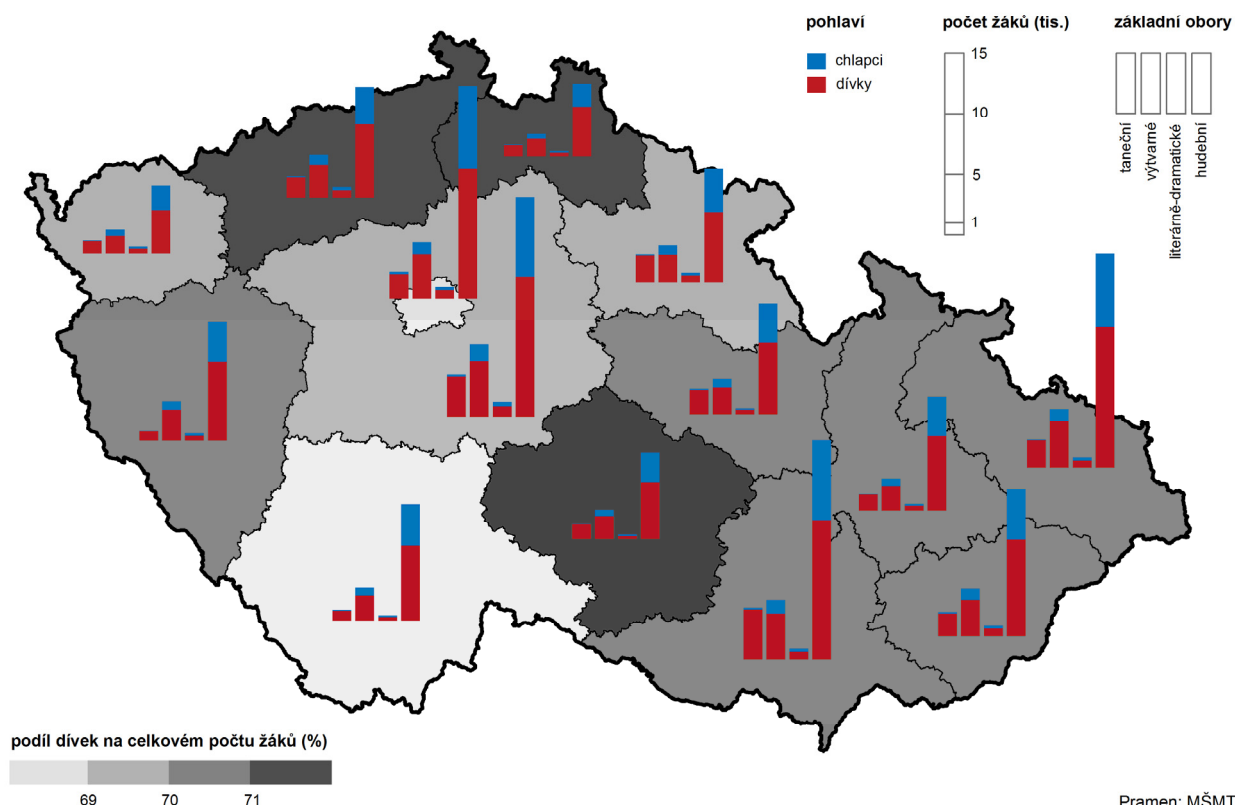 pohlaví
chlapci
dívky
počet žáků (tis.)
15
10
5
1
základní obory
taneční
výtvarné
literárně-dramatické
hudební
podíl dívek na celkovém počtu žáků (%)
69 70 71
Pramen: MŠMT